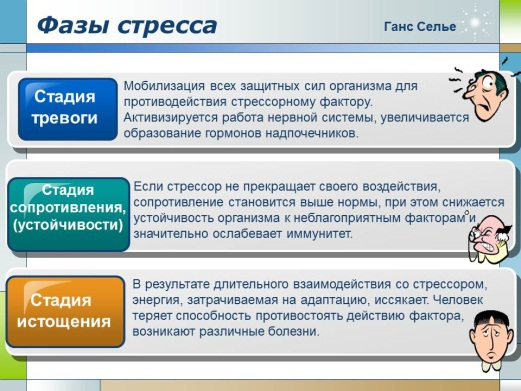 Фазы стресса
Ганс Селье
Стадия
тревоги
Мобилизация всех защитных сил организма для
противодействия стрессорному фактору.
Активизируется работа нервной системы, увеличивается
образование гормонов надпочечников.
Стадия
сопротивления,
(устойчивости)
Если стрессор не прекращает своего воздействия,
сопротивление становится выше нормы, при этом снижается
устойчивость организма к неблагоприятным факторам и
значительно ослабевает иммунитет.
Стадия
истощения
В результате длительного взаимодействия со стрессором,
энергия, затрачиваемая на адаптацию, иссякает. Человек
теряет способность противостоять действию фактора,
возникают различные болезни.